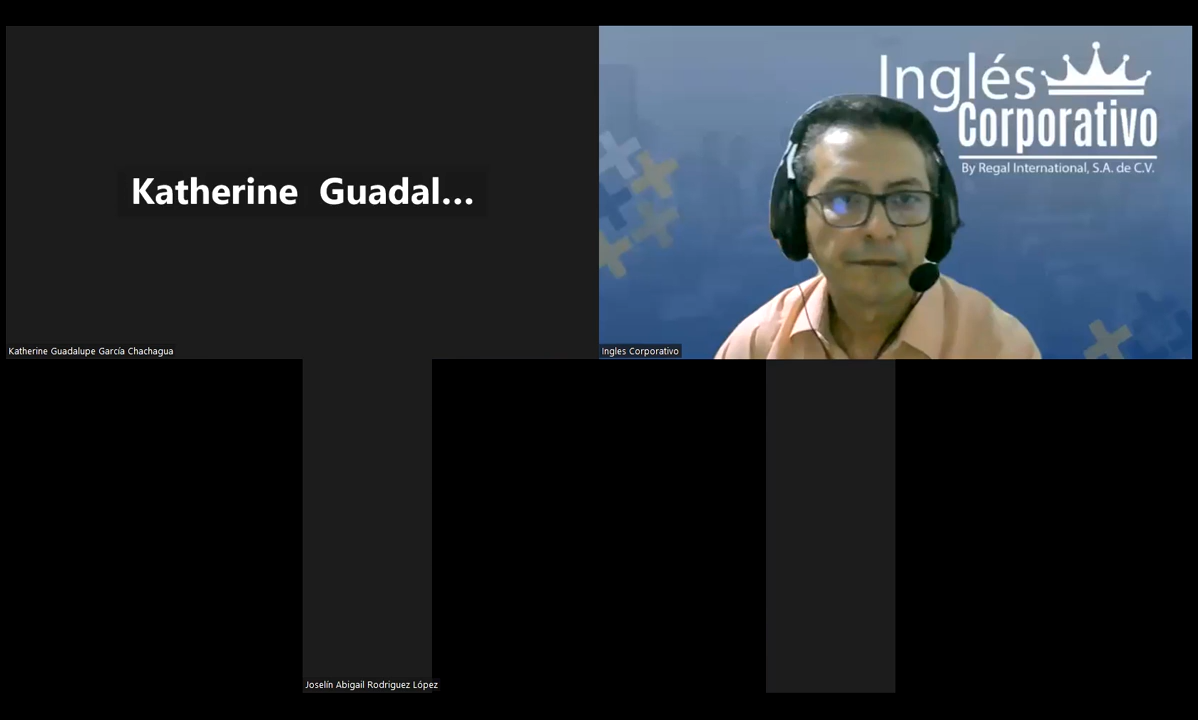 Katherine  Guadal...
Katherine Guadalupe García Chachagua
Inglés
Corporativo
By Regal International, S.A. de C.V.
Ingles Corporativo
Joselín Abigail Rodriguez López